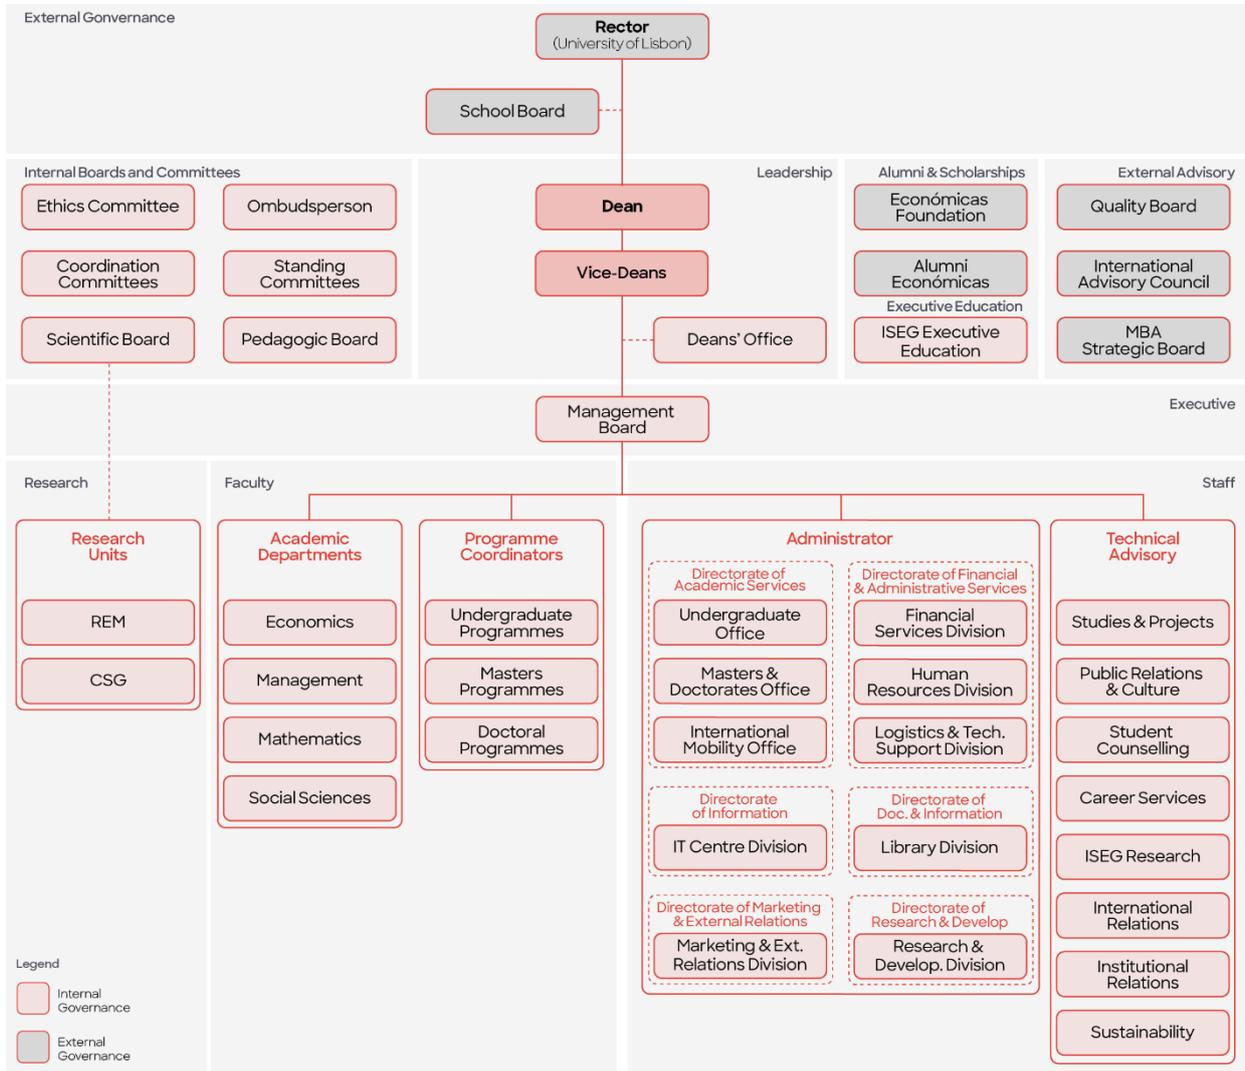 External Gonvernance
Rector
(University of Lisbon)
School Board
Internal Boards and Committees
Ethics Committee
Ombudsperson
Coordination
Committees
Standing
Committees
Scientific Board
Pedagogic Board
Leadership
Dean
Vice-Deans
Deans' Office
Alumni & Scholarships
Económicas
Foundation
Alumni
Económicas
Executive Education
ISEG Executive
Education
External Advisory
Quality Board
International
Advisory Council
MBA
Strategic Board
Management
Board
Executive
Research
Research
Units
REM
CSG
Faculty
Academic
Departments
Economics
Management
Mathematics
Social Sciences
Programme
Coordinators
Undergraduate
Programmes
Masters
Programmes
Doctoral
Programmes
Staff
Administrator
Directorate of
Academic Services
Undergraduate
Office
Masters &
Doctorates Office
International
Mobility Office
Directorate of Financial
& Administrative Services
Financial
Services Division
Human
Resources Division
Logistics & Tech.
Support Division
Directorate
of Information
IT Centre Division
Directorate of
Doc. & Information
Library Division
Directorate of Marketing
& External Relations
Marketing & Ext.
Relations Division
Directorate of
Research & Develop
Research &
Develop. Division
Technical
Advisory
Studies & Projects
Public Relations
& Culture
Student
Counselling
Career Services
ISEG Research
International
Relations
Institutional
Relations
Sustainability
Legend
Internal
Governance
External
Governance